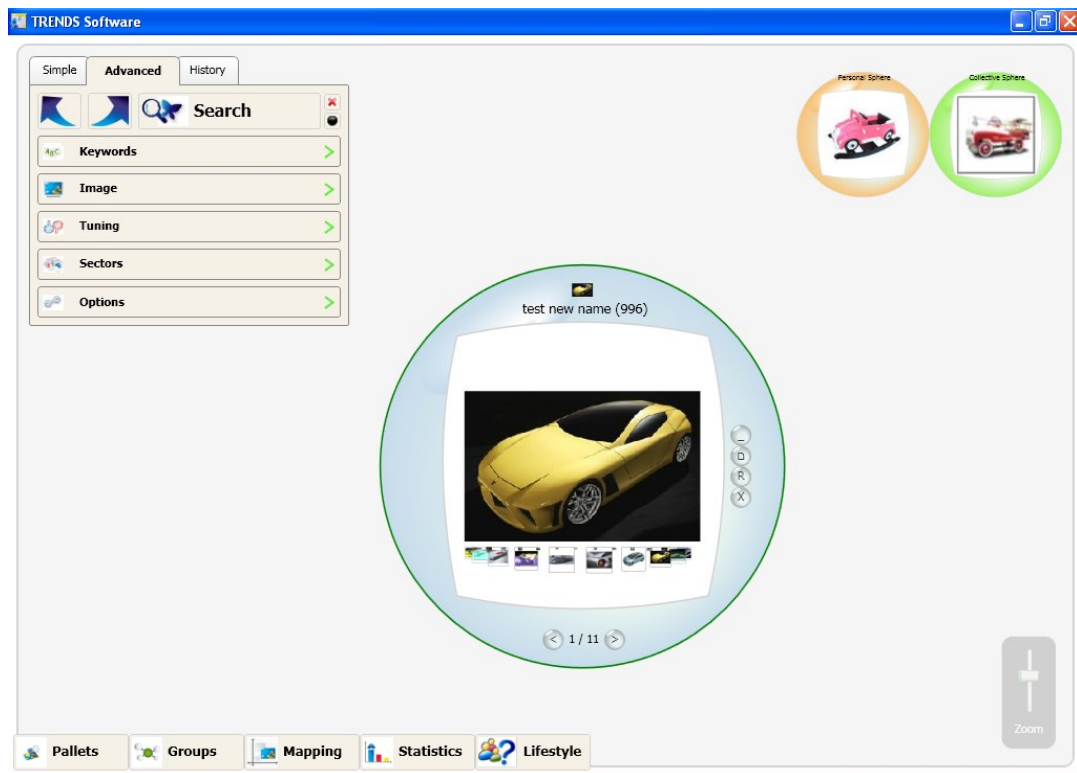 TRENDS Software
Simple Advanced History
Search
Keywords
Image
Tuning
Sectors
Options
Personal Sphere
Collective Sphere
test new name (996)
_
R
X
< 1 / 11 >
Zoom
Pallets Groups Mapping Statistics Lifestyle